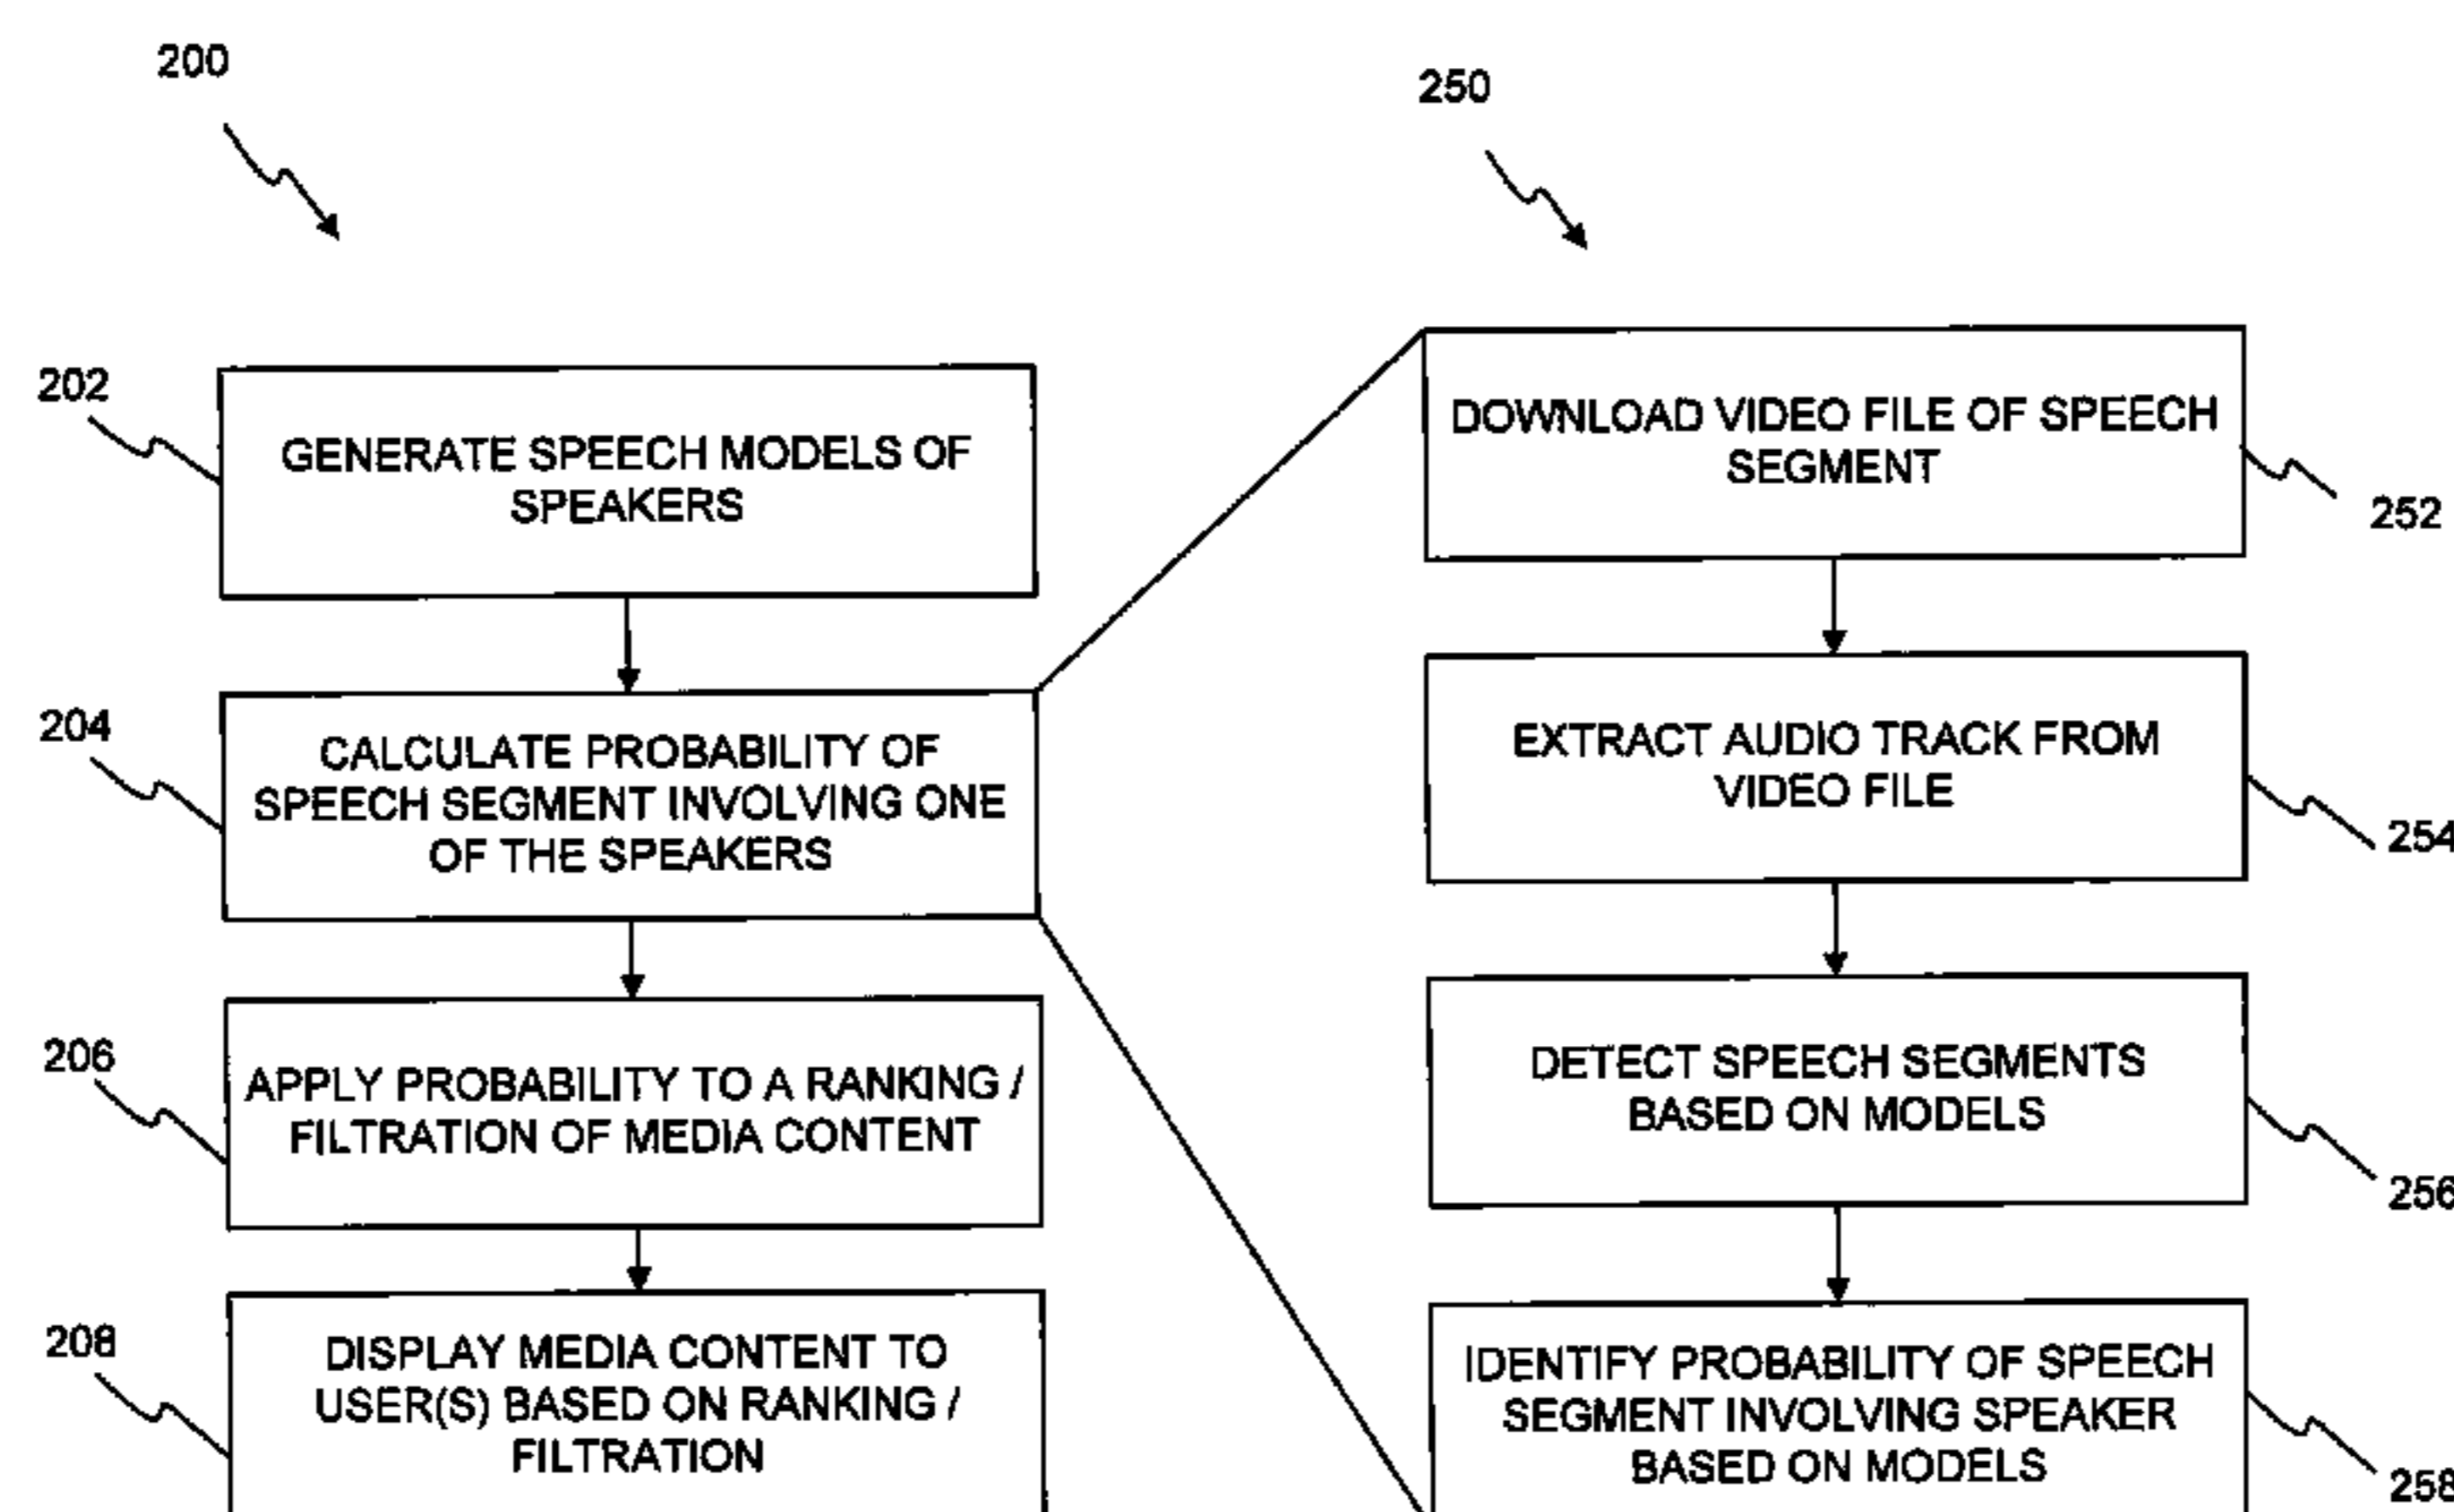 200
202
GENERATE SPEECH MODELS OF
SPEAKERS
204
CALCULATE PROBABILITY OF
SPEECH SEGMENT INVOLVING ONE
OF THE SPEAKERS
206
APPLY PROBABILITY TO A RANKING /
FILTRATION OF MEDIA CONTENT
208
DISPLAY MEDIA CONTENT TO
USER(S) BASED ON RANKING /
FILTRATION
250
DOWNLOAD VIDEO FILE OF SPEECH
SEGMENT
252
EXTRACT AUDIO TRACK FROM
VIDEO FILE
254
DETECT SPEECH SEGMENTS
BASED ON MODELS
256
IDENTIFY PROBABILITY OF SPEECH
SEGMENT INVOLVING SPEAKER
BASED ON MODELS
258